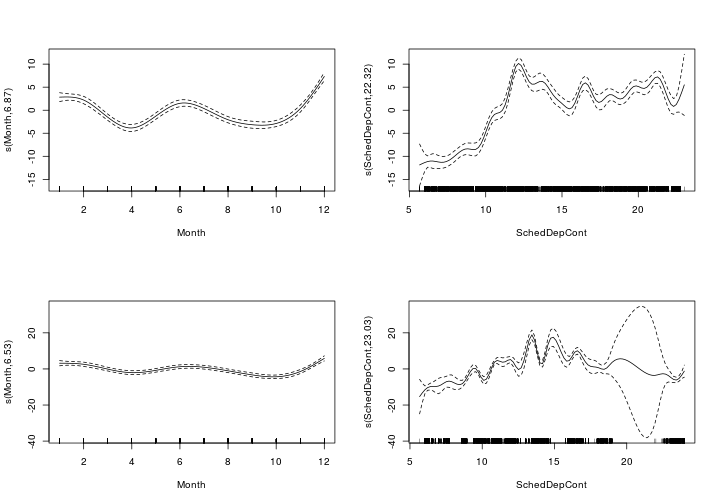 s(Month,6.87)
10
5
0
-5
-10
-15
2 4 6 8 10 12
Month
s(SchedDepCont,22.32)
10
5
0
-5
-10
-15
5 10 15 20
SchedDepCont
s(Month,6.53)
20
0
-20
-40
2 4 6 8 10 12
Month
s(SchedDepCont,23.03)
20
0
-20
-40
5 10 15 20
SchedDepCont